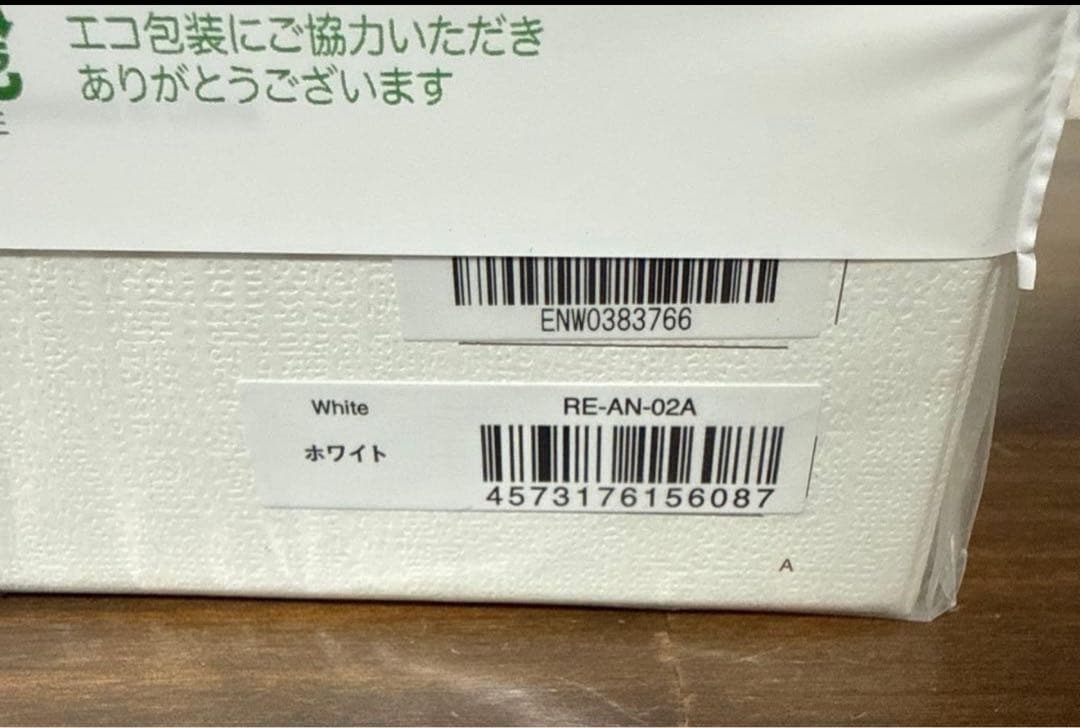 エコ包装にご協力いただき
ありがとうございます
ENW0383766
White
RE-AN-02A
ホワイト
4573176156087
A